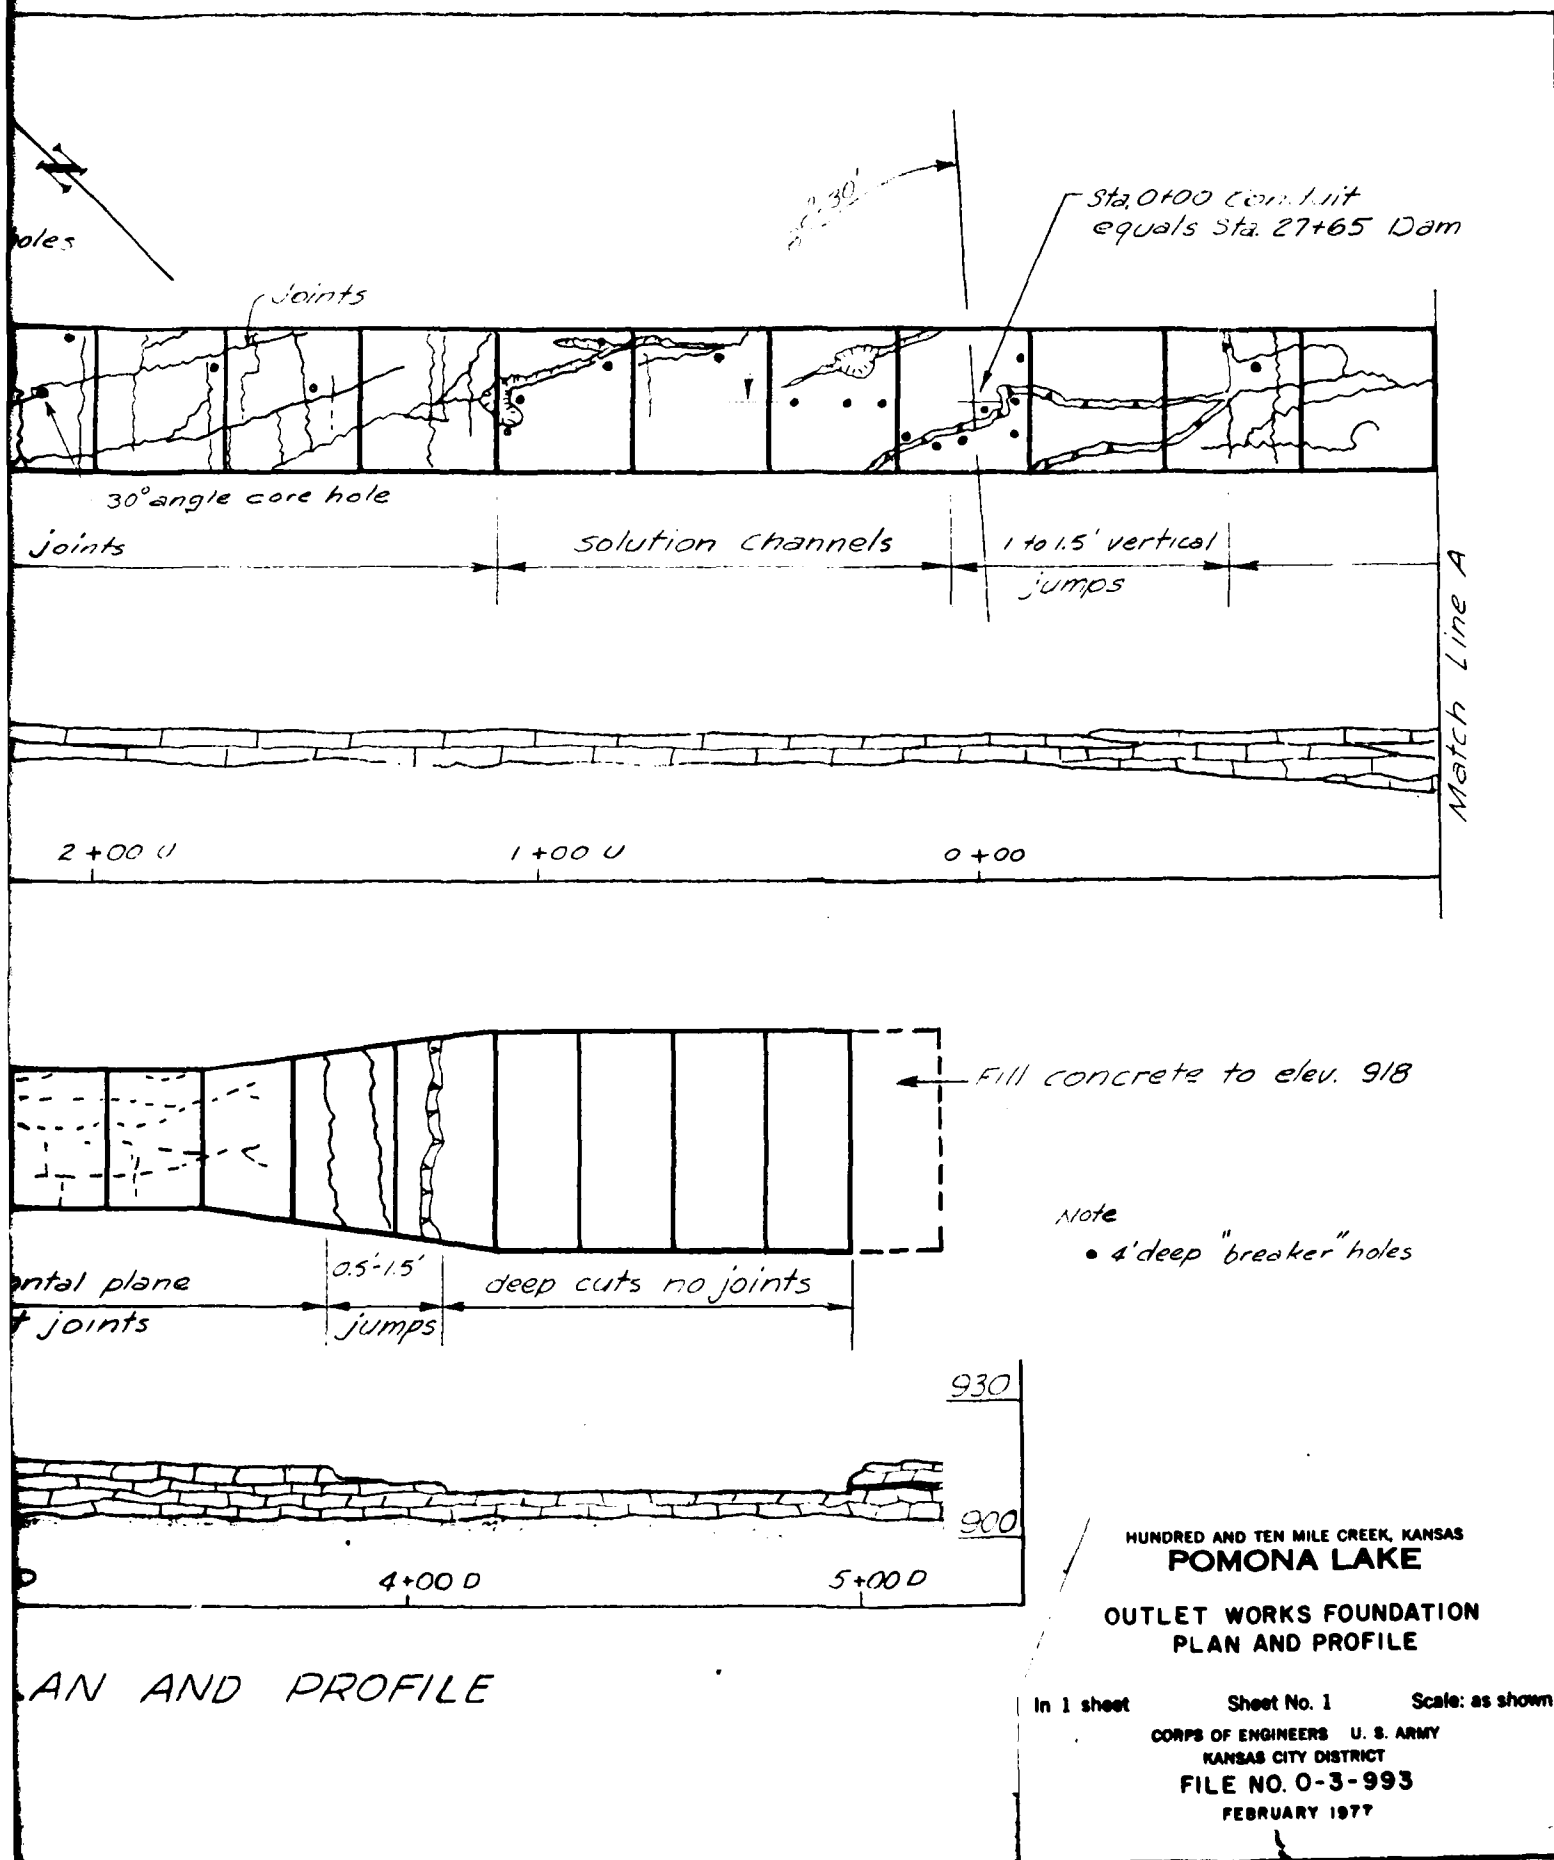 Sta. 0+00 Conduit
equals Sta. 27+65 Dam
oles
Joints
30° angle core hole
joints
solution channels
1 to 1.5' vertical
jumps
Match Line A
2+00 U
1+00 U
0+00
Fill concrete to elev. 918
Note
• 4' deep "breaker" holes
ntal plane
joints
0.5'-1.5'
jumps
deep cuts no joints
930
900
D
4+00 D
5+00 D
AN AND PROFILE
HUNDRED AND TEN MILE CREEK, KANSAS
POMONA LAKE
OUTLET WORKS FOUNDATION
PLAN AND PROFILE
In 1 sheet Sheet No. 1 Scale: as shown
CORPS OF ENGINEERS U. S. ARMY
KANSAS CITY DISTRICT
FILE NO. O-3-993
FEBRUARY 1977